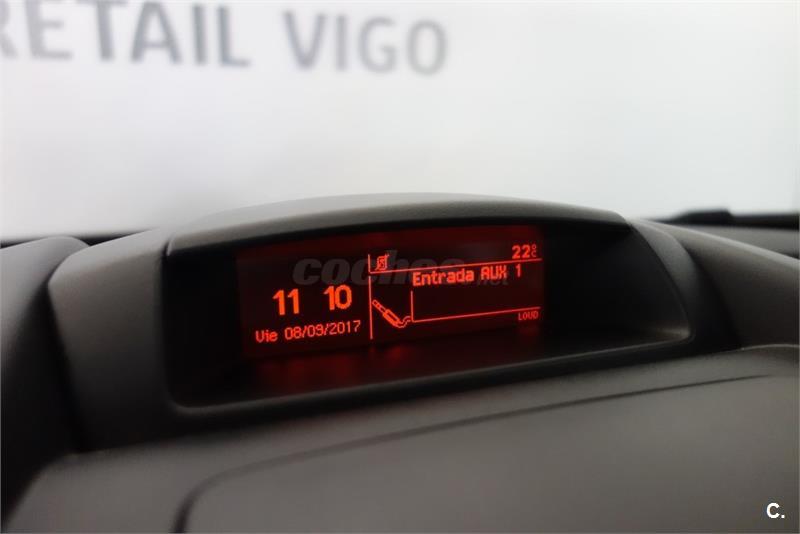 RETAIL VIGO
22°C
Entrada AUX 1
11 10
Vie 08/09/2017
LOUD
coches.net
C.